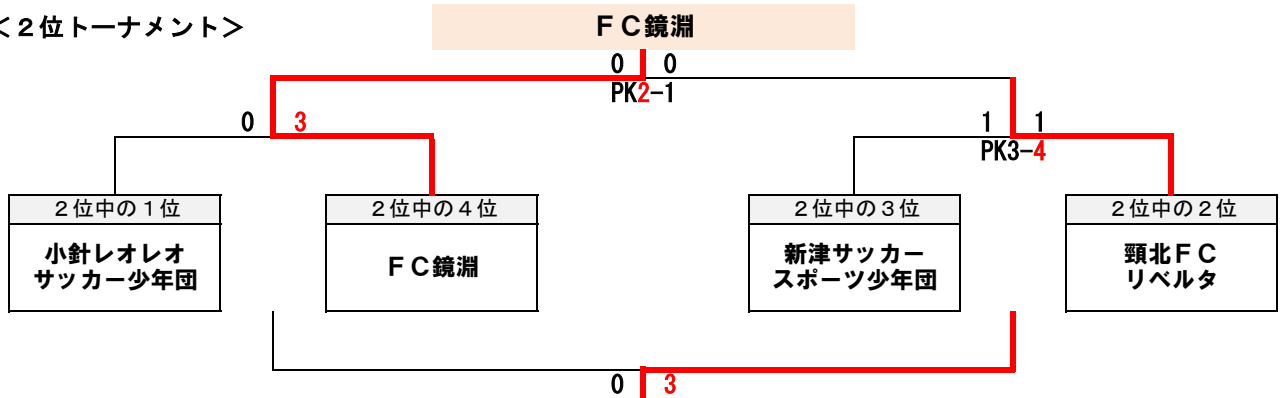 ＜２位トーナメント＞
ＦＣ鏡淵
0 0
PK2-1
0 3
1 1
PK3-4
２位中の１位
２位中の４位
２位中の３位
２位中の２位
小針レオレオ
サッカー少年団
ＦＣ鏡淵
新津サッカー
スポーツ少年団
頸北ＦＣ
リベルタ
0 3